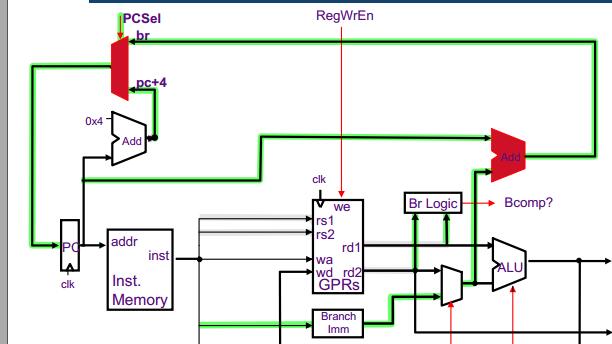 PCSel
br
RegWrEn
pc+4
0x4
Add
Add
clk
we
rs1
rs2
Br Logic
Bcomp?
PC
addr
inst
wa
wd
rd1
rd2
GPRs
ALU
clk
Inst.
Memory
Branch
Imm